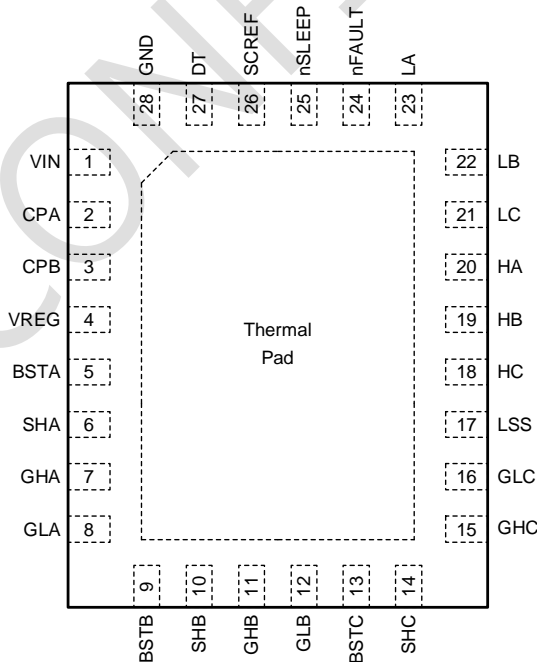 GND DT SCREF nSLEEP nFAULT LA
28 27 26 25 24 23
VIN 1
CPA 2
CPB 3
VREG 4
BSTA 5
SHA 6
GHA 7
GLA 8
Thermal
Pad
22 LB
21 LC
20 HA
19 HB
18 HC
17 LSS
16 GLC
15 GHC
9 10 11 12 13 14
BSTB SHB GHB GLB BSTC SHC